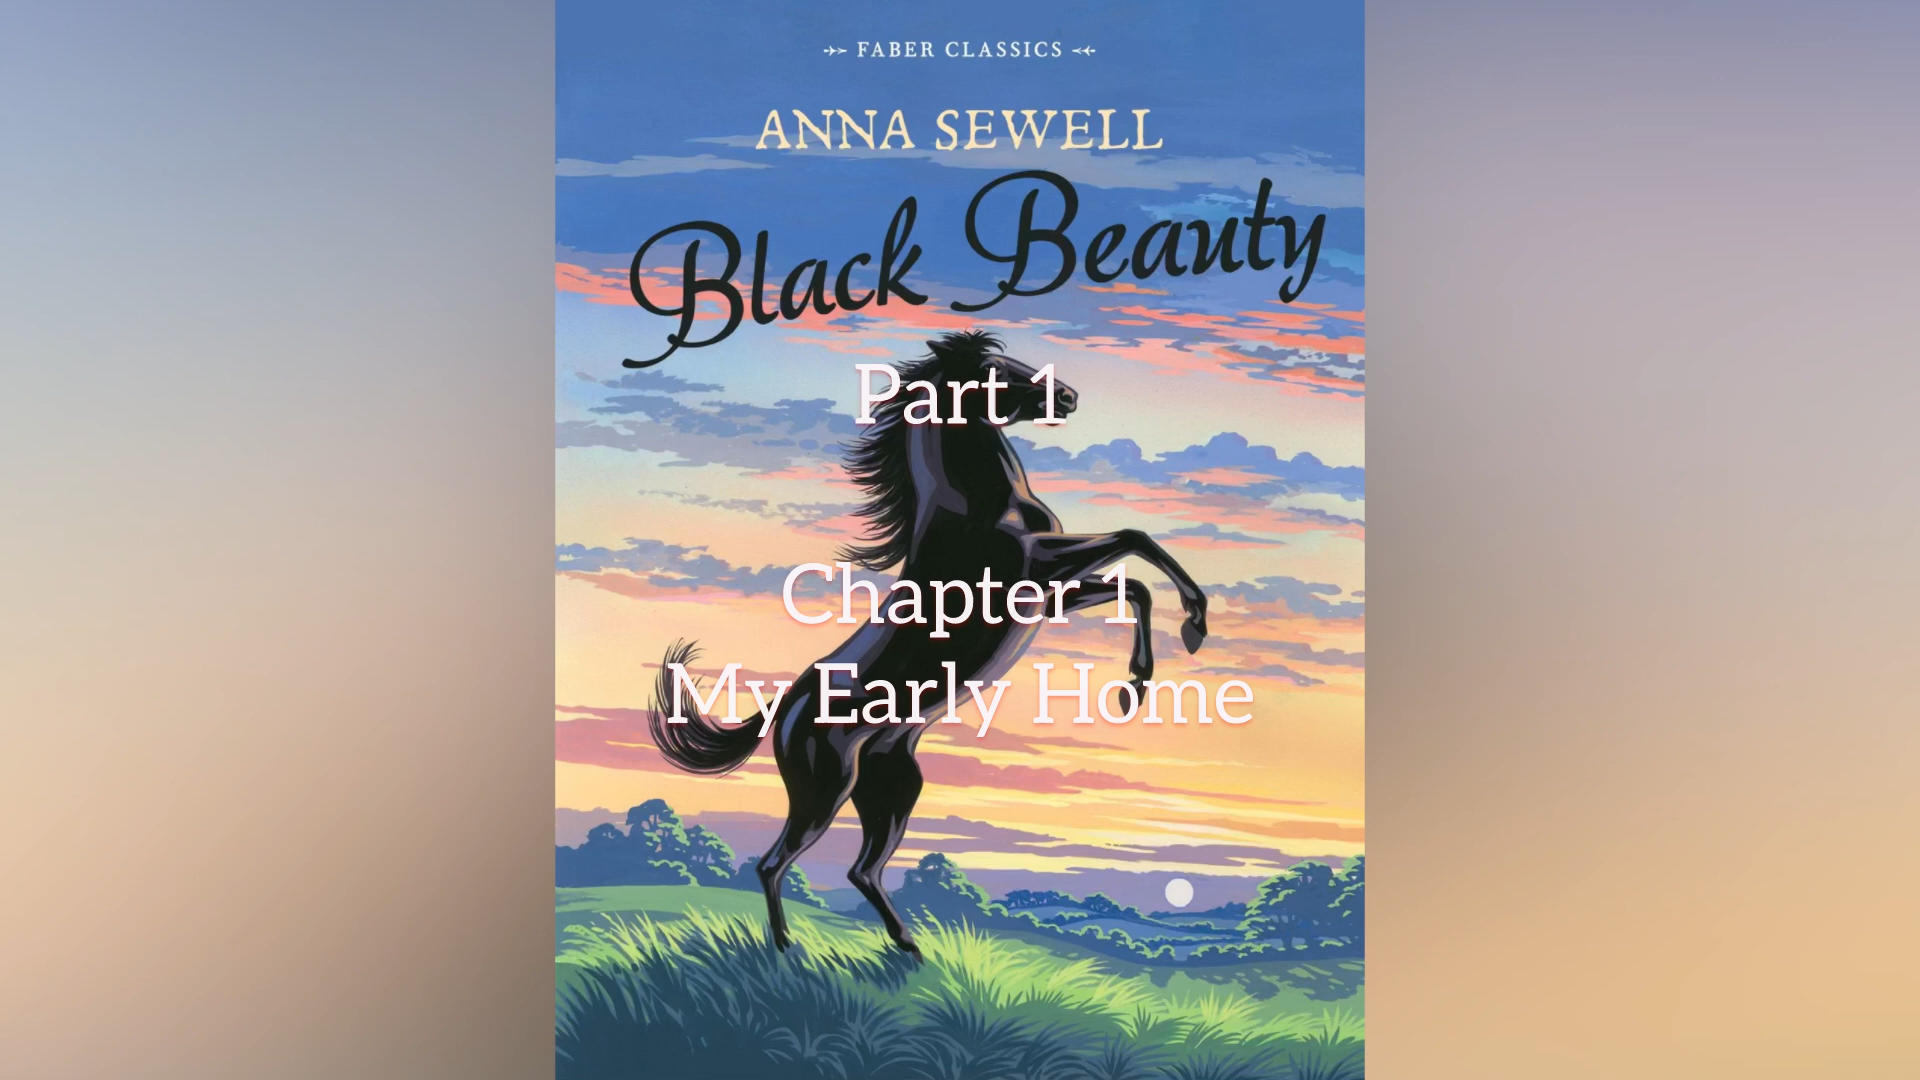 FABER CLASSICS
ANNA SEWELL
Black Beauty
Part 1
Chapter 1
My Early Home